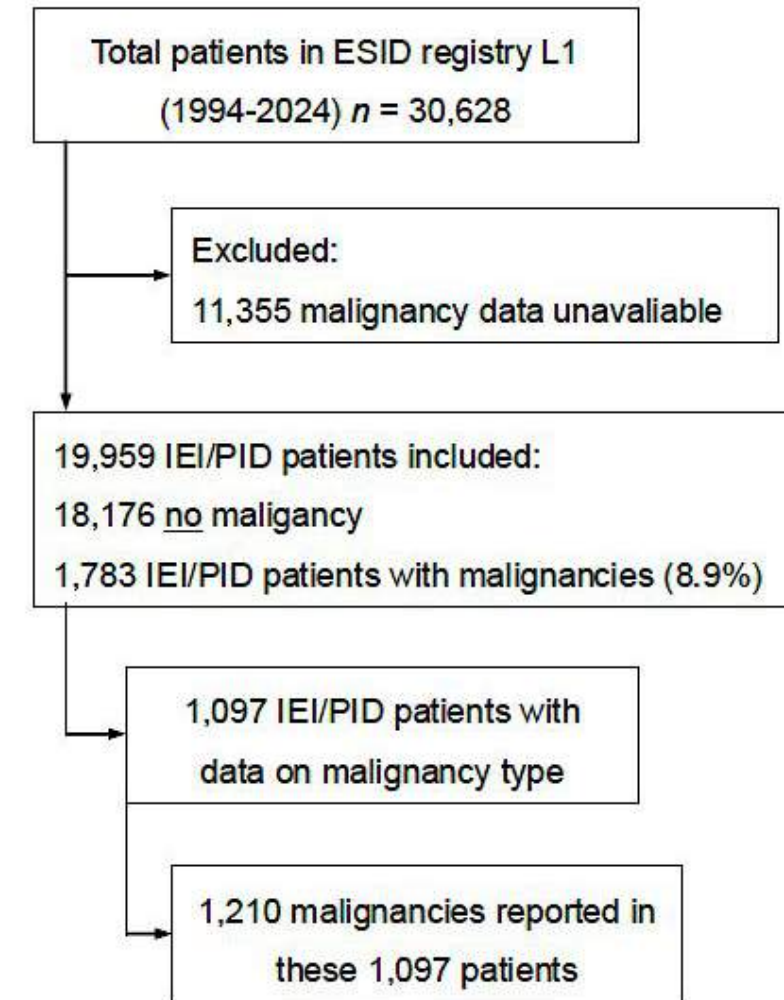 Total patients in ESID registry L1
(1994-2024) n = 30,628
Excluded:
11,355 malignancy data unavaliable
19,959 IEI/PID patients included:
18,176 no maligancy
1,783 IEI/PID patients with malignancies (8.9%)
1,097 IEI/PID patients with
data on malignancy type
1,210 malignancies reported in
these 1,097 patients